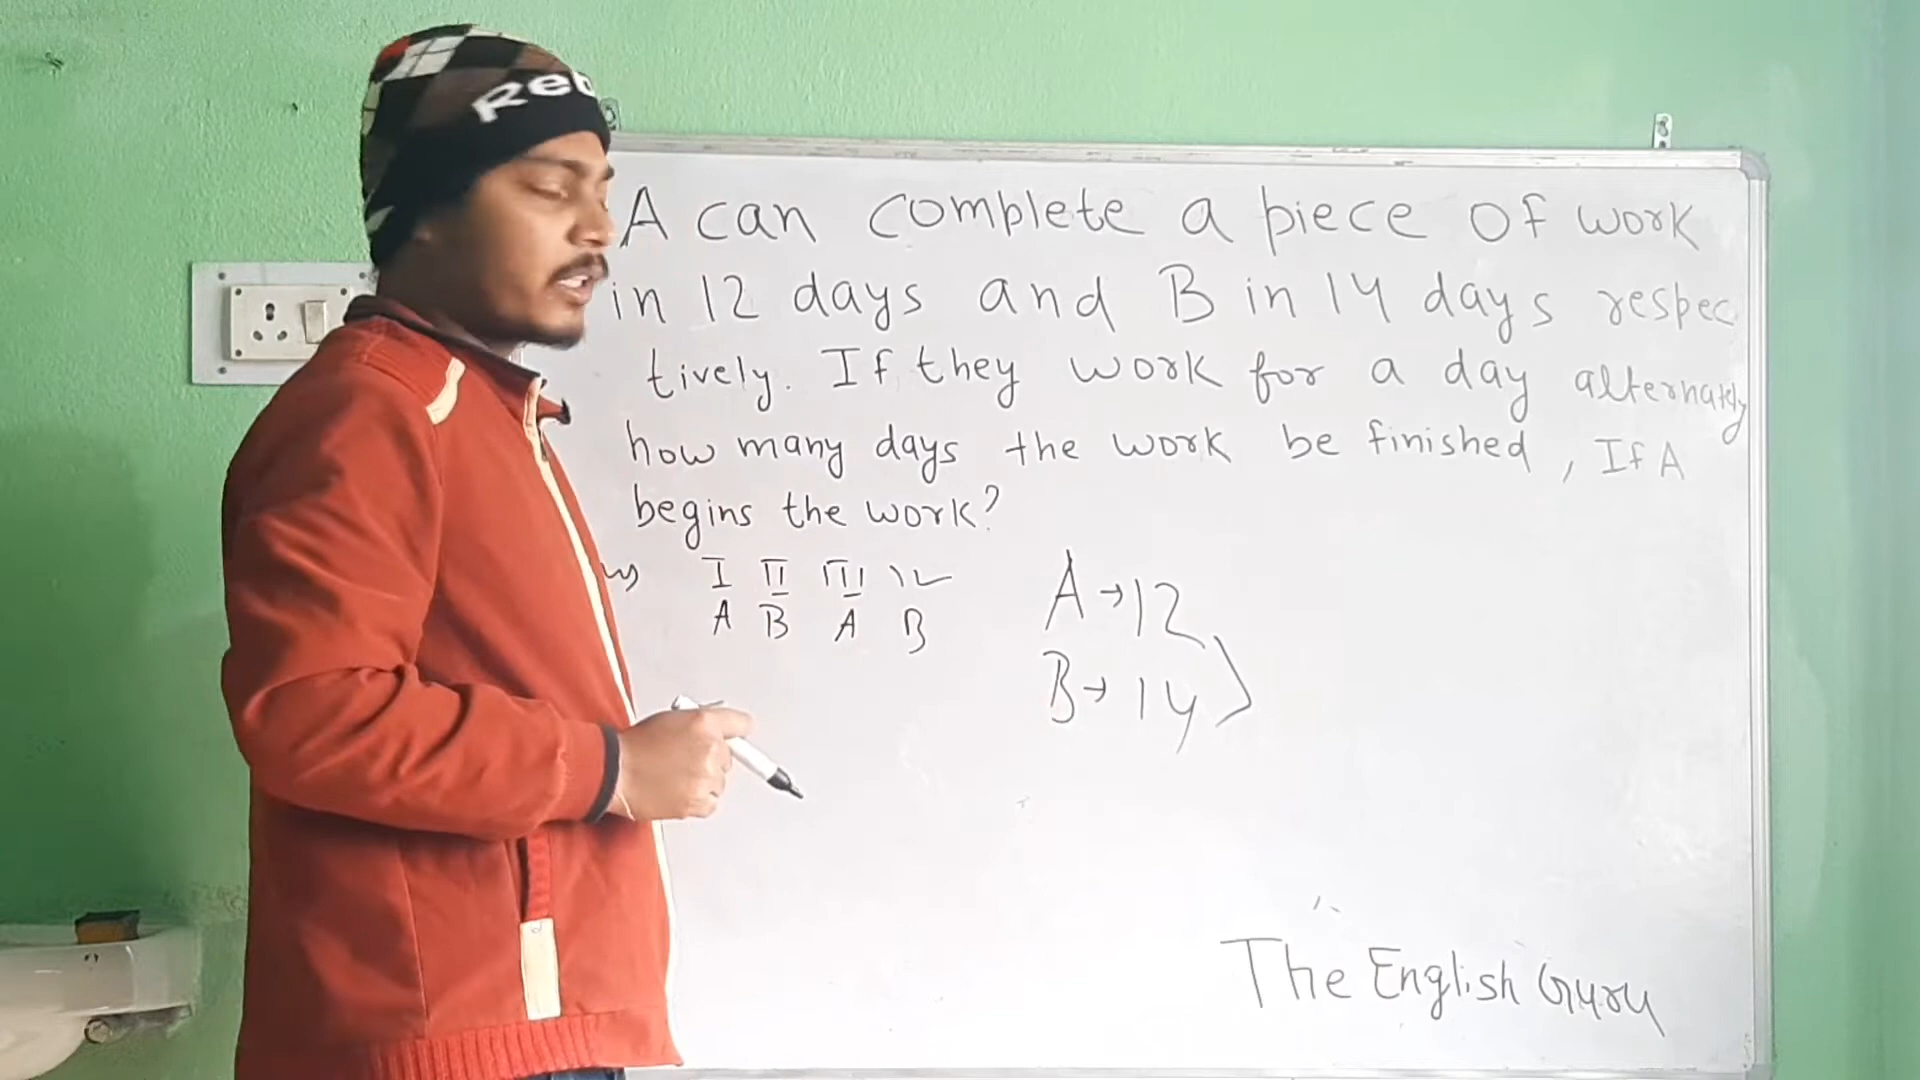 Reb
A can complete a piece of work
in 12 days and B in 14 days respec
tively. If they work for a day alternately
how many days the work be finished, If A
begins the work?
I II III IV
A B A B
A → 12
B → 14
The English Guru